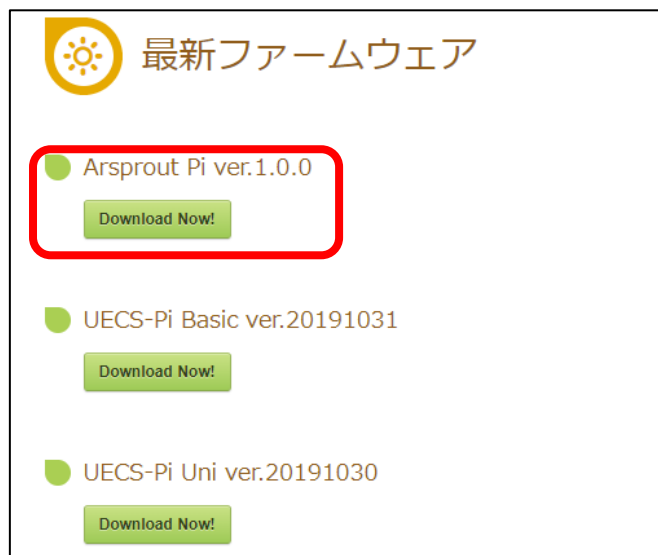 最新ファームウェア
Arsprout Pi ver.1.0.0
Download Now!
UECS-Pi Basic ver.20191031
Download Now!
UECS-Pi Uni ver.20191030
Download Now!